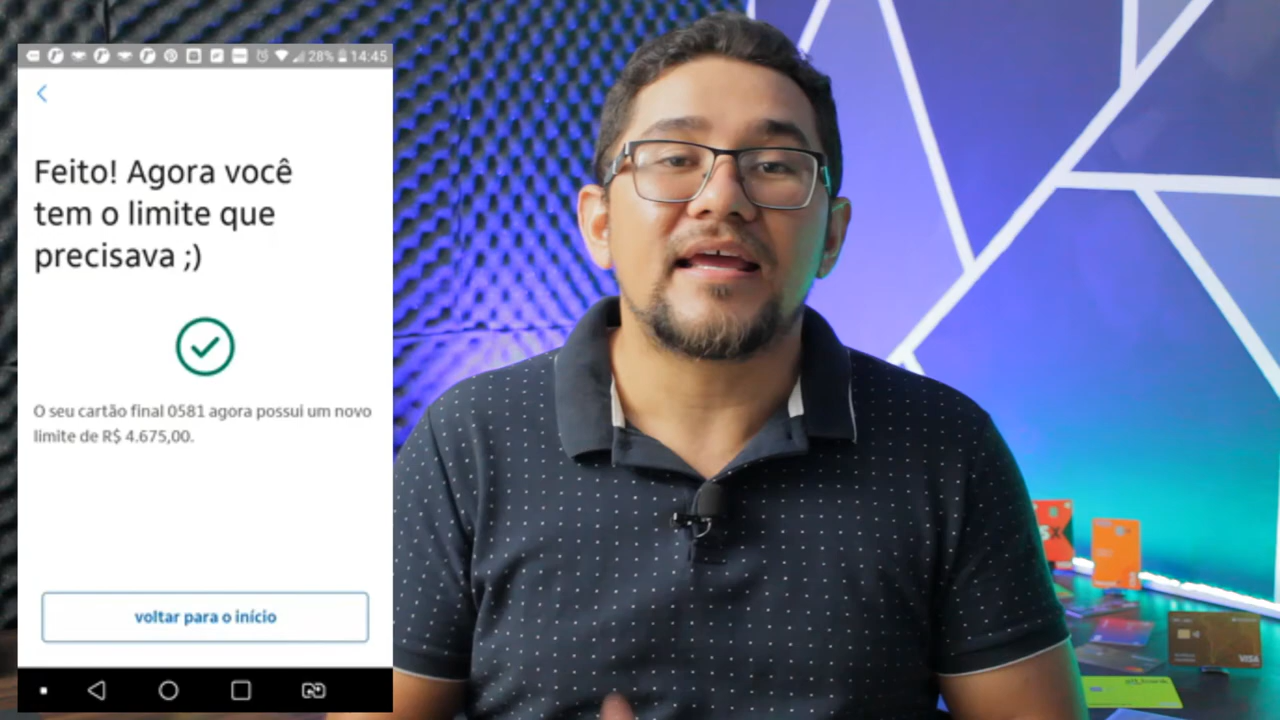 28% 14:45
Feito! Agora você
tem o limite que
precisava ;)
O seu cartão final 0581 agora possui um novo
limite de R$ 4.675,00.
voltar para o início
VISA